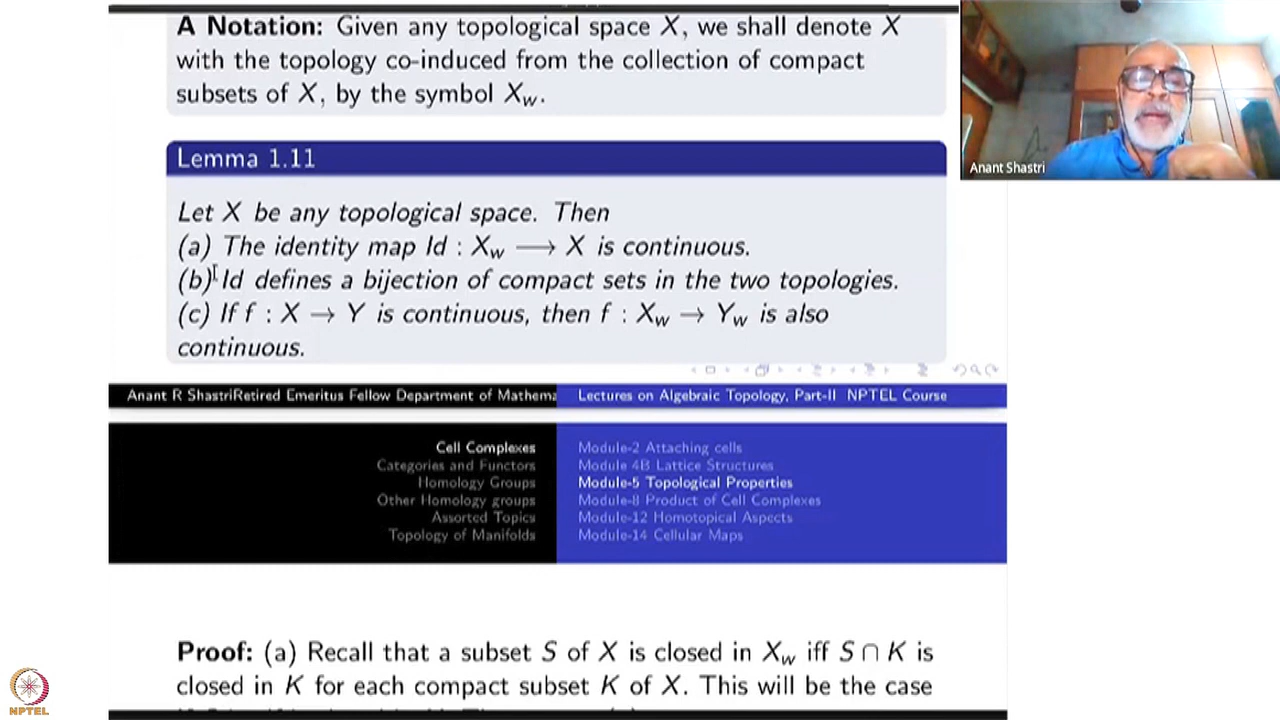 A Notation: Given any topological space X, we shall denote X
with the topology co-induced from the collection of compact
subsets of X, by the symbol X_w.
Lemma 1.11
Let X be any topological space. Then
(a) The identity map Id : X_w ⟶ X is continuous.
(b) Id defines a bijection of compact sets in the two topologies.
(c) If f : X → Y is continuous, then f : X_w → Y_w is also
continuous.
Anant R ShastriRetired Emeritus Fellow Department of Mathema
Lectures on Algebraic Topology, Part-II NPTEL Course
Cell Complexes
Categories and Functors
Homology Groups
Other Homology groups
Assorted Topics
Topology of Manifolds
Module-2 Attaching cells
Module 4B Lattice Structures
Module-5 Topological Properties
Module-8 Product of Cell Complexes
Module-12 Homotopical Aspects
Module-14 Cellular Maps
Proof: (a) Recall that a subset S of X is closed in X_w iff S ∩ K is
closed in K for each compact subset K of X. This will be the case
Anant Shastri
NPTEL